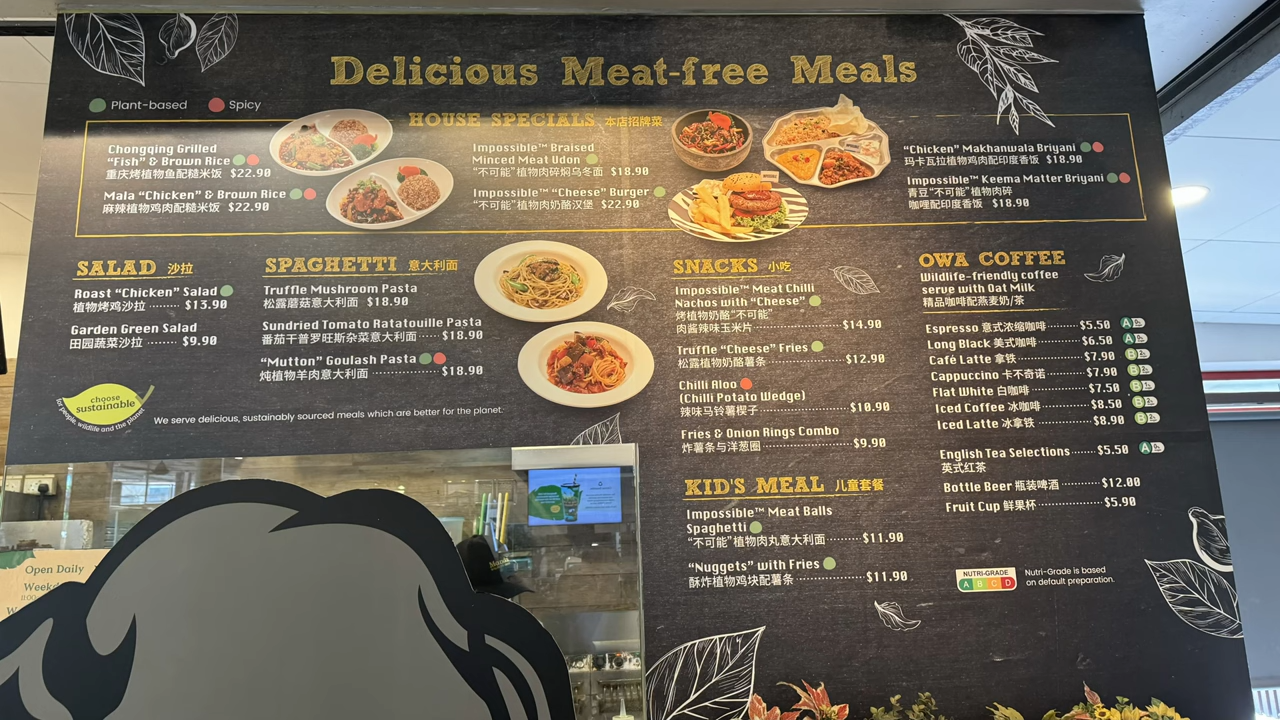 Delicious Meat-free Meals
Plant-based Spicy
HOUSE SPECIALS 本店招牌菜
Chongqing Grilled
"Fish" & Brown Rice
重庆烤植物鱼配糙米饭 $22.90
Mala "Chicken" & Brown Rice
麻辣植物鸡肉配糙米饭 $22.90
Impossible™ Braised
Minced Meat Udon
"不可能"植物肉碎焖乌冬面 $18.90
Impossible™ "Cheese" Burger
"不可能"植物肉奶酪汉堡 $22.90
"Chicken" Makhanwala Briyani
玛卡瓦拉植物鸡肉配印度香饭 $18.90
Impossible™ Keema Matter Briyani
青豆"不可能"植物肉碎
咖喱配印度香饭 $18.90
SALAD 沙拉
Roast "Chicken" Salad
植物烤鸡沙拉 ........ $13.90
Garden Green Salad
田园蔬菜沙拉 ........ $9.90
SPAGHETTI 意大利面
Truffle Mushroom Pasta
松露蘑菇意大利面 $18.90
Sundried Tomato Ratatouille Pasta
番茄干普罗旺斯杂菜意大利面 ...... $18.90
"Mutton" Goulash Pasta
炖植物羊肉意大利面 ............ $18.90
choose
sustainable
for people, wildlife and the planet
We serve delicious, sustainably sourced meals which are better for the planet.
SNACKS 小吃
Impossible™ Meat Chilli
Nachos with "Cheese"
烤植物奶酪"不可能"
肉酱辣味玉米片 ............ $14.90
Truffle "Cheese" Fries
松露植物奶酪薯条 ............ $12.90
Chilli Aloo
(Chilli Potato Wedge)
辣味马铃薯楔子 ............ $10.90
Fries & Onion Rings Combo
炸薯条与洋葱圈 ............ $9.90
KID'S MEAL 儿童套餐
Impossible™ Meat Balls
Spaghetti
"不可能"植物肉丸意大利面 ...... $11.90
"Nuggets" with Fries
酥炸植物鸡块配薯条 ............ $11.90
OWA COFFEE
Wildlife-friendly coffee
serve with Oat Milk
精品咖啡配燕麦奶/茶
Espresso 意式浓缩咖啡 ...... $5.50 A
Long Black 美式咖啡 ...... $6.50 A
Café Latte 拿铁 ............ $7.90 B
Cappuccino 卡不奇诺 ...... $7.90 B
Flat White 白咖啡 ......... $7.50 B
Iced Coffee 冰咖啡 ......... $8.50 B
Iced Latte 冰拿铁 ......... $8.90 B
English Tea Selections ...... $5.50 A
英式红茶
Bottle Beer 瓶装啤酒 ...... $12.00
Fruit Cup 鲜果杯 ............ $5.90
NUTRI-GRADE
A B C D
Nutri-Grade is based
on default preparation.
Open Daily